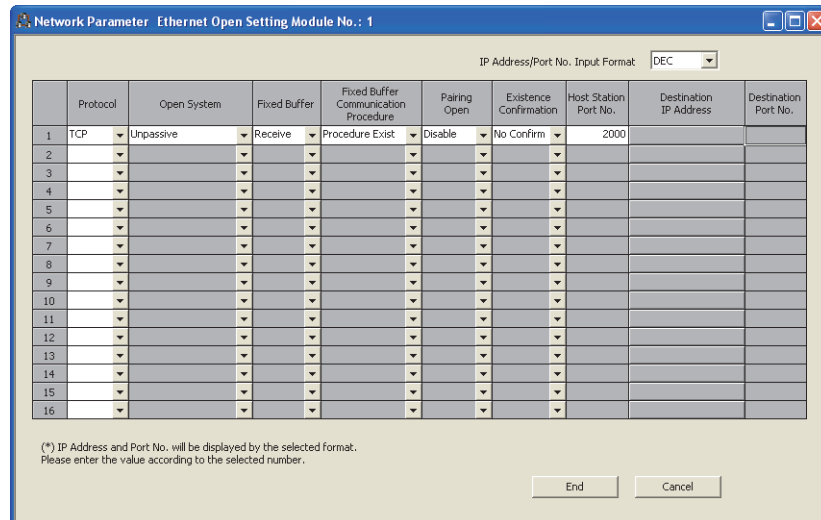 Network Parameter Ethernet Open Setting Module No.: 1
IP Address/Port No. Input Format DEC
Protocol Open System Fixed Buffer Fixed Buffer Communication Procedure Pairing Open Existence Confirmation Host Station Port No. Destination IP Address Destination Port No.
1 TCP Unpassive Receive Procedure Exist Disable No Confirm 2000
2
3
4
5
6
7
8
9
10
11
12
13
14
15
16
(*) IP Address and Port No. will be displayed by the selected format.
Please enter the value according to the selected number.
End Cancel